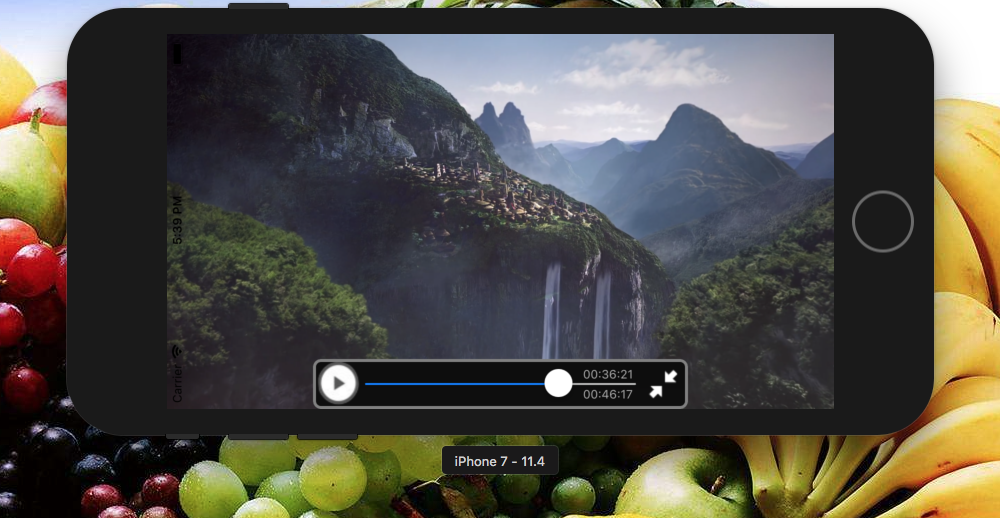 5:39 PM
Carrier
00:36:21
00:46:17
iPhone 7 - 11.4